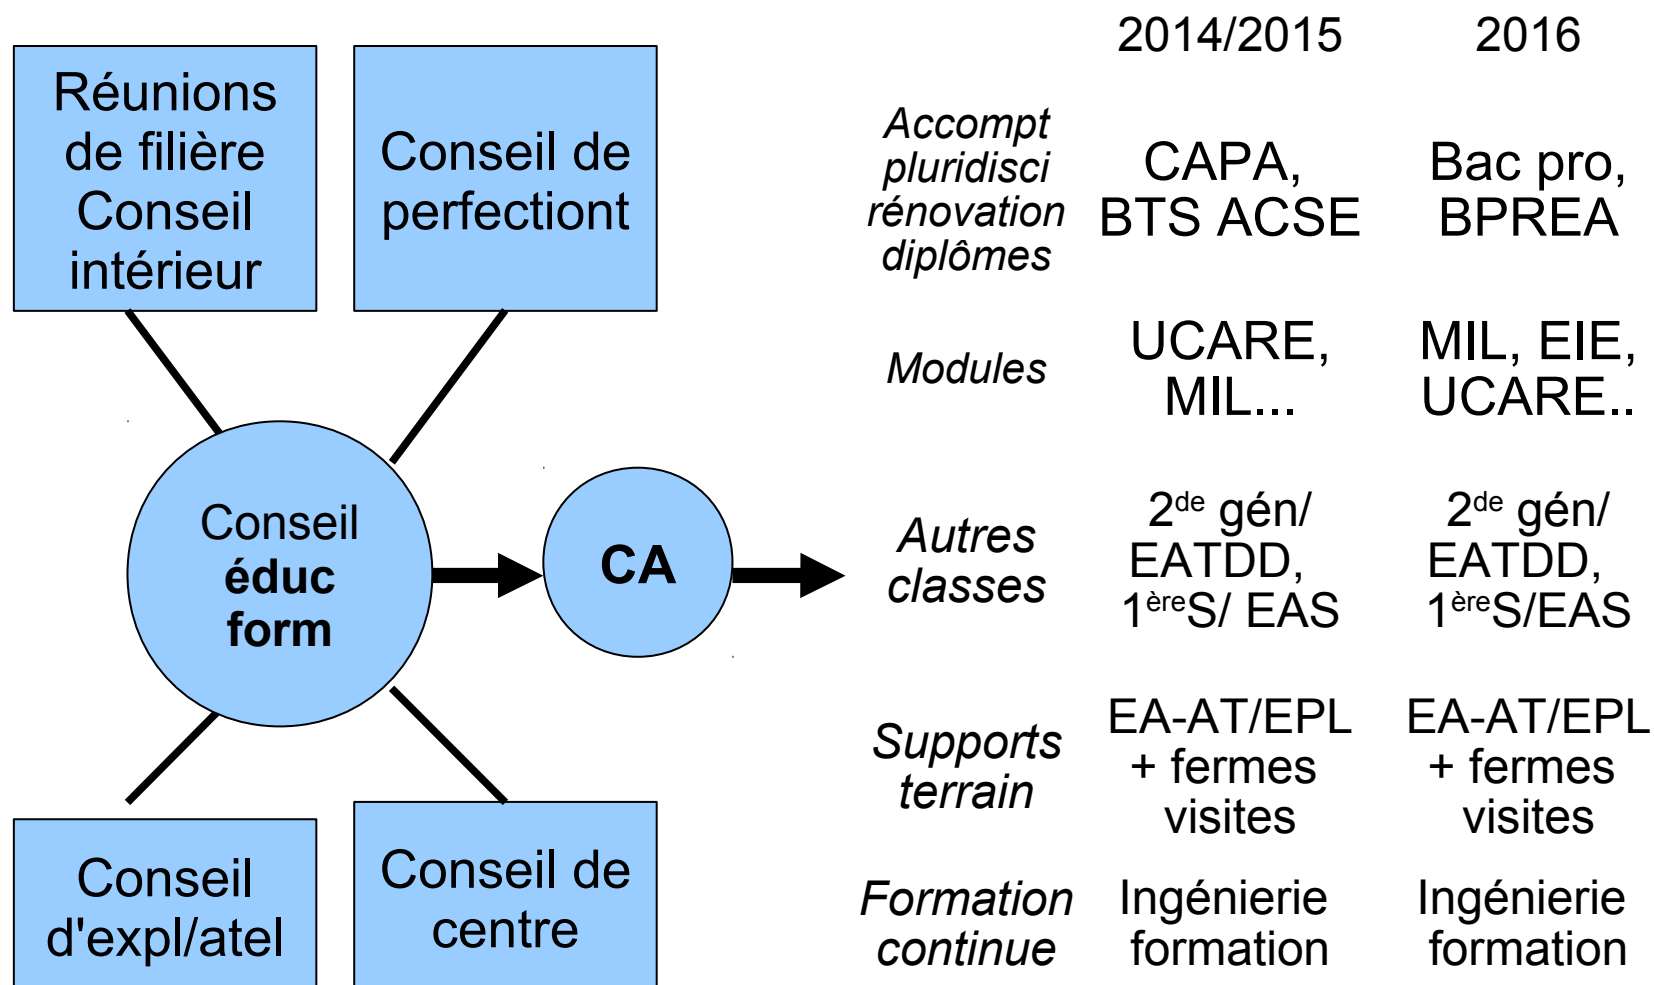 Réunions
de filière
Conseil
intérieur
Conseil de
perfectiont
Conseil
éduc
form
CA
Conseil
d'expl/atel
Conseil de
centre
2014/2015
2016
Accompt
pluridisci
rénovation
diplômes
CAPA,
BTS ACSE
Bac pro,
BPREA
Modules
UCARE,
MIL...
MIL, EIE,
UCARE..
Autres
classes
2de gén/
EATDD,
1èreS/ EAS
2de gén/
EATDD,
1èreS/EAS
Supports
terrain
EA-AT/EPL
+ fermes
visites
EA-AT/EPL
+ fermes
visites
Formation
continue
Ingénierie
formation
Ingénierie
formation